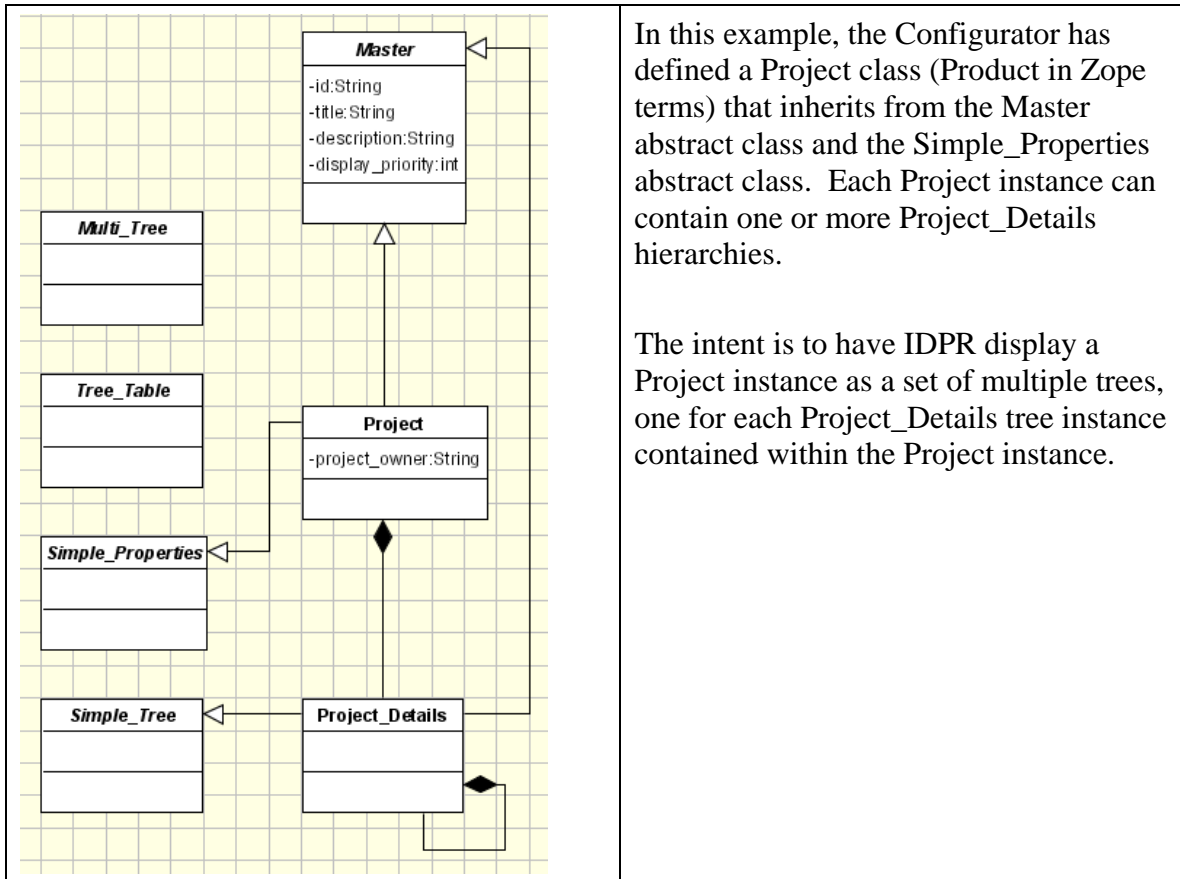 Master
-id:String
-title:String
-description:String
-display_priority:int
Multi_Tree
Tree_Table
Project
-project_owner:String
Simple_Properties
Simple_Tree
Project_Details
In this example, the Configurator has
defined a Project class (Product in Zope
terms) that inherits from the Master
abstract class and the Simple_Properties
abstract class.  Each Project instance can
contain one or more Project_Details
hierarchies.
The intent is to have IDPR display a
Project instance as a set of multiple trees,
one for each Project_Details tree instance
contained within the Project instance.